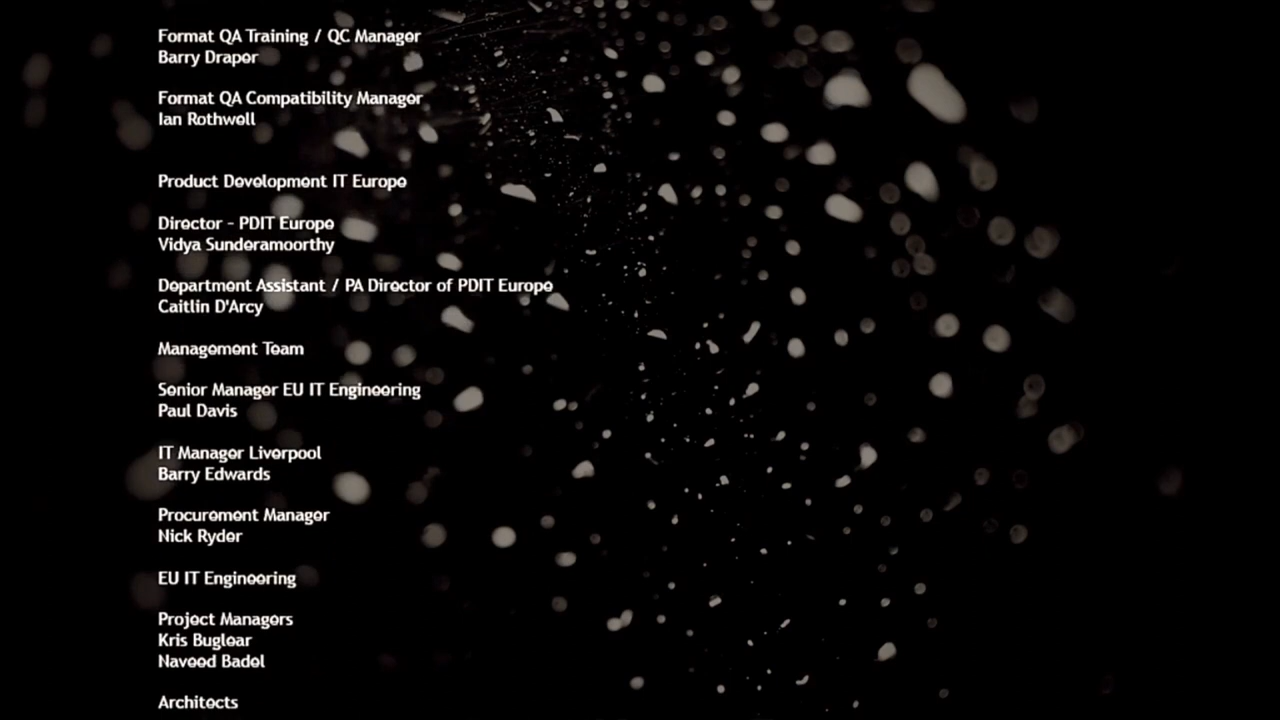 Format QA Training / QC Manager
Barry Draper
Format QA Compatibility Manager
Ian Rothwell
Product Development IT Europe
Director - PDIT Europe
Vidya Sunderamoorthy
Department Assistant / PA Director of PDIT Europe
Caitlin D'Arcy
Management Team
Senior Manager EU IT Engineering
Paul Davis
IT Manager Liverpool
Barry Edwards
Procurement Manager
Nick Ryder
EU IT Engineering
Project Managers
Kris Buglear
Naveed Badel
Architects